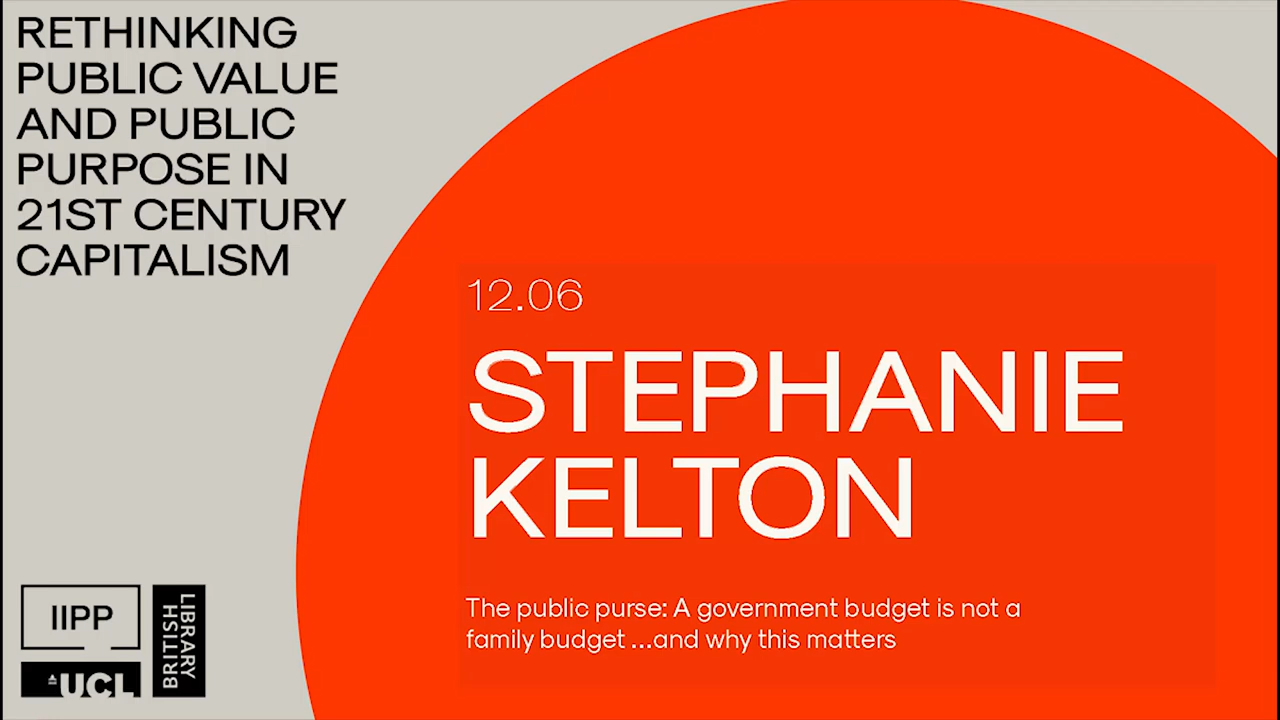 RETHINKING
PUBLIC VALUE
AND PUBLIC
PURPOSE IN
21ST CENTURY
CAPITALISM
12.06
STEPHANIE
KELTON
The public purse: A government budget is not a
family budget ...and why this matters
IIPP
UCL
BRITISH
LIBRARY